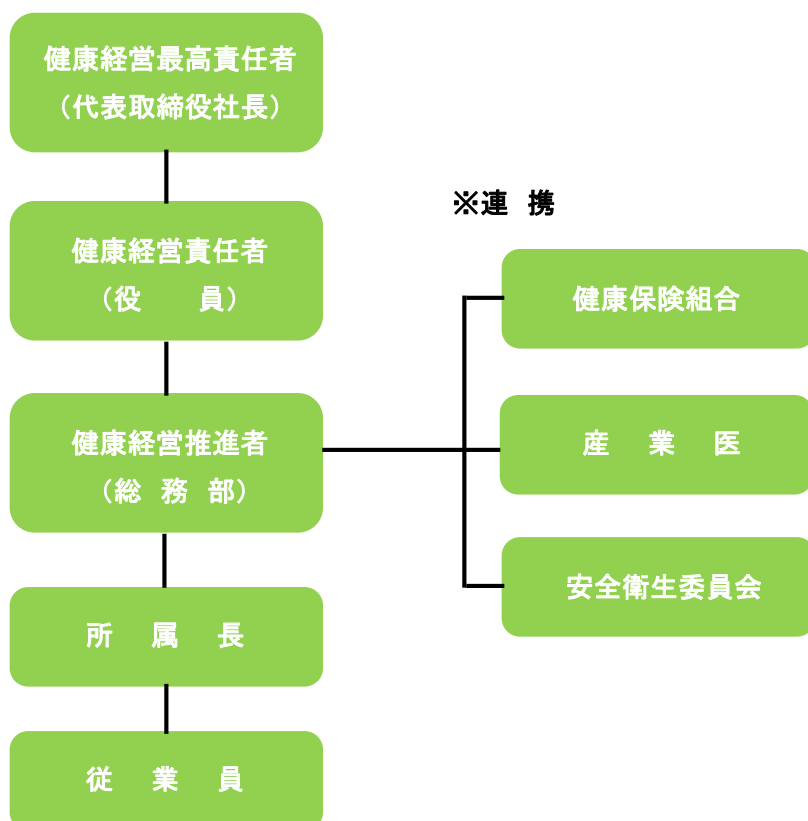 健康経営最高責任者
（代表取締役社長）
健康経営責任者
（役　　員）
健康経営推進者
（総 務 部）
所　属　長
従　業　員
※連 携
健康保険組合
産　業　医
安全衛生委員会